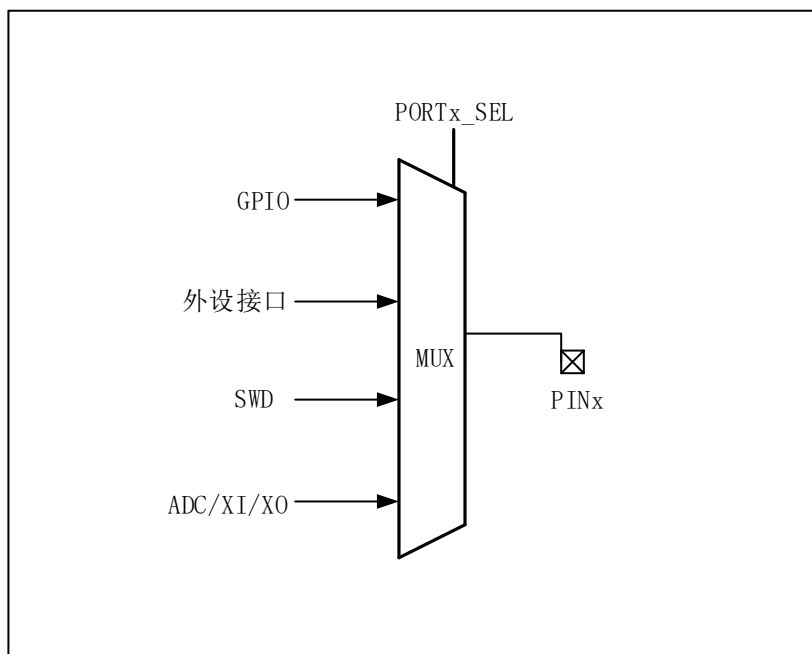 PORTx_SEL
GPIO
外设接口
MUX
SWD
PINx
ADC/XI/XO